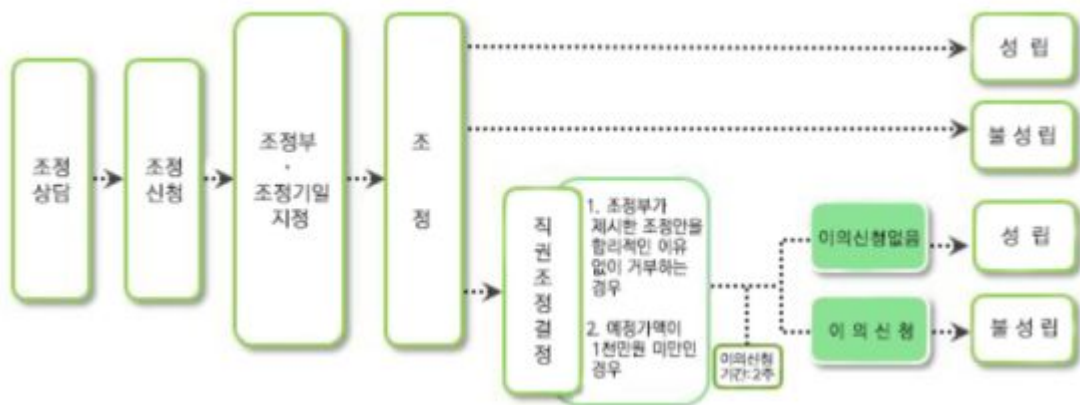 조정
상담
조정
신청
조정부
·
조정기일
지정
조
정
성 립
불 성 립
직
권
조
정
결
정
1. 조정부가
제시한 조정안을
합리적인 이유
없이 거부하는
경우
2. 예정가액이
1천만원 미만인
경우
이의신청
기간:2주
이의신청없음
성 립
이 의 신 청
불 성 립